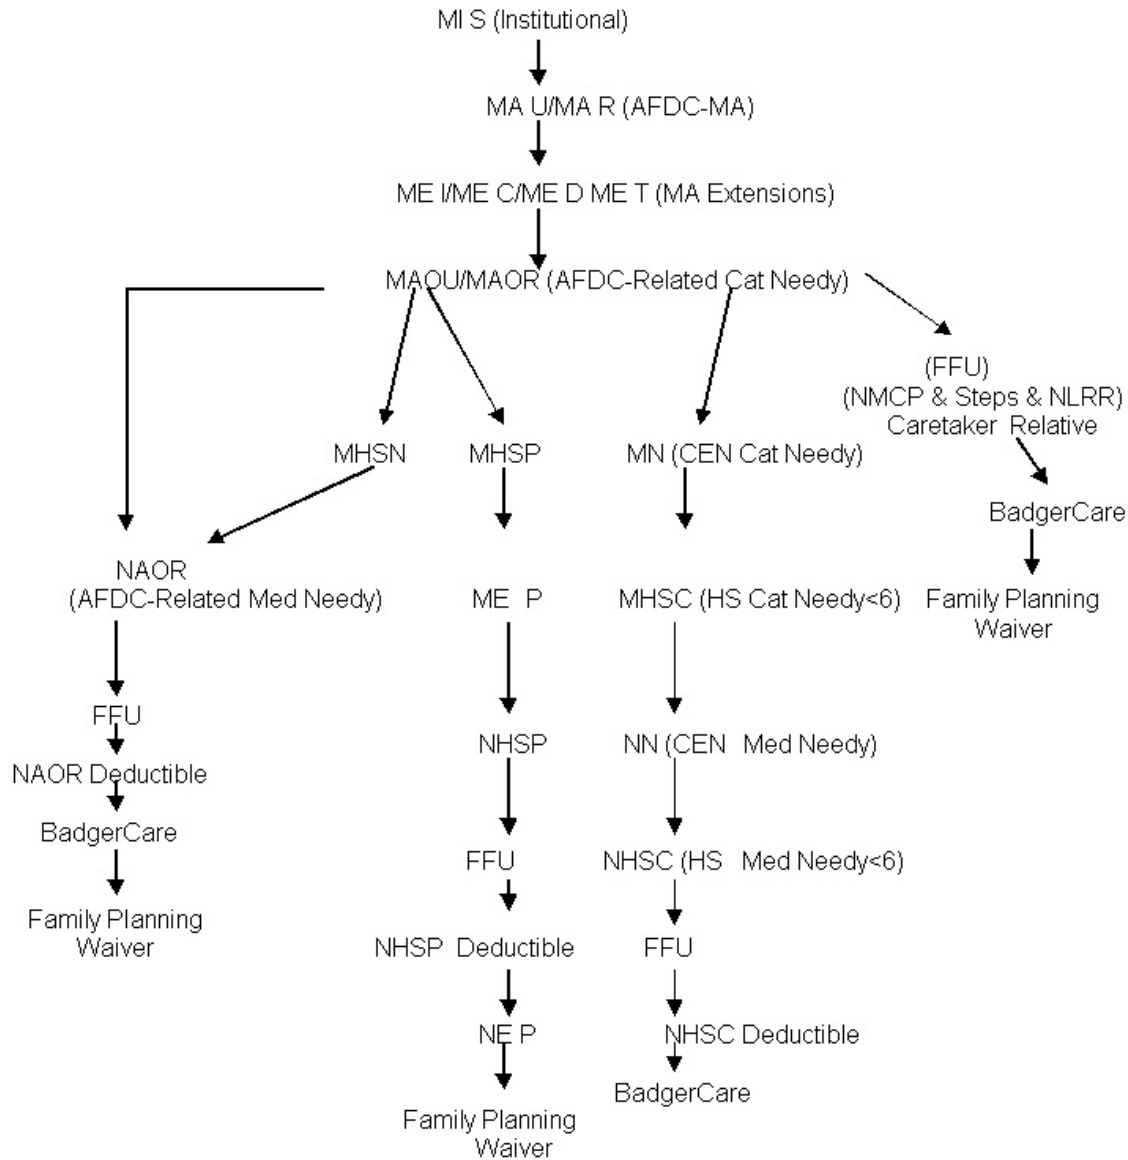 MI S (Institutional)
MA U/MA R (AFDC-MA)
ME I/ME C/ME D ME T (MA Extensions)
MAOU/MAOR (AFDC-Related Cat Needy)
(FFU)
(NMCP & Steps & NLRR)
Caretaker Relative
MHSN
MHSP
MN (CEN Cat Needy)
BadgerCare
NAOR
(AFDC-Related Med Needy)
ME P
MHSC (HS Cat Needy<6)
Family Planning
Waiver
FFU
NHSP
NN (CEN Med Needy)
NAOR Deductible
BadgerCare
FFU
NHSC (HS Med Needy<6)
Family Planning
Waiver
NHSP Deductible
FFU
NE P
NHSC Deductible
BadgerCare
Family Planning
Waiver